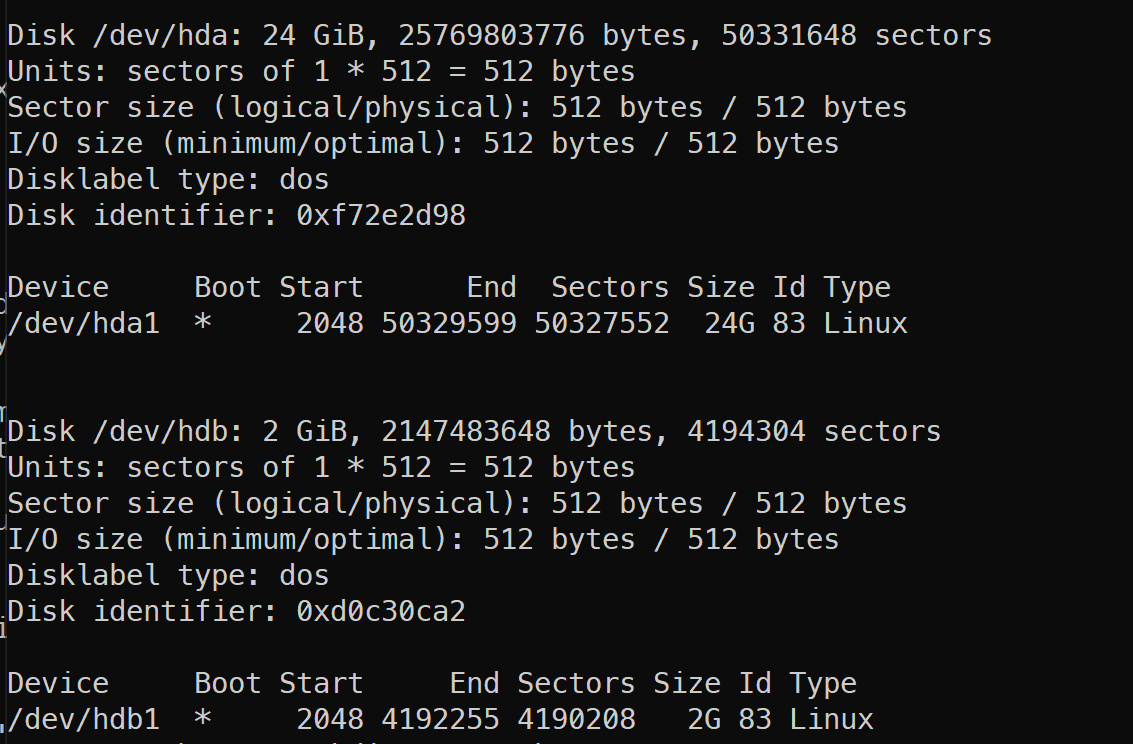 Disk /dev/hda: 24 GiB, 25769803776 bytes, 50331648 sectors
Units: sectors of 1 * 512 = 512 bytes
Sector size (logical/physical): 512 bytes / 512 bytes
I/O size (minimum/optimal): 512 bytes / 512 bytes
Disklabel type: dos
Disk identifier: 0xf72e2d98
Device     Boot Start      End  Sectors Size Id Type
/dev/hda1  *     2048 50329599 50327552  24G 83 Linux
Disk /dev/hdb: 2 GiB, 2147483648 bytes, 4194304 sectors
Units: sectors of 1 * 512 = 512 bytes
Sector size (logical/physical): 512 bytes / 512 bytes
I/O size (minimum/optimal): 512 bytes / 512 bytes
Disklabel type: dos
Disk identifier: 0xd0c30ca2
Device     Boot Start     End Sectors Size Id Type
/dev/hdb1  *     2048 4192255 4190208   2G 83 Linux